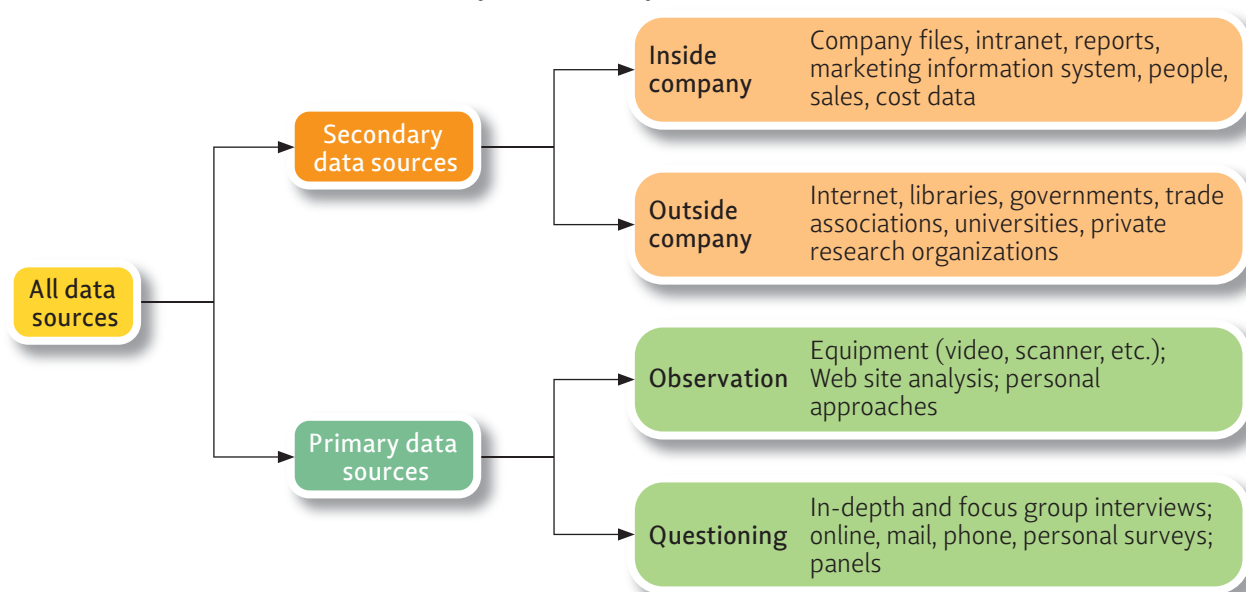 All data
sources
Secondary
data sources
Inside
company
Company files, intranet, reports,
marketing information system, people,
sales, cost data
Outside
company
Internet, libraries, governments, trade
associations, universities, private
research organizations
Primary data
sources
Observation
Equipment (video, scanner, etc.);
Web site analysis; personal
approaches
Questioning
In-depth and focus group interviews;
online, mail, phone, personal surveys;
panels